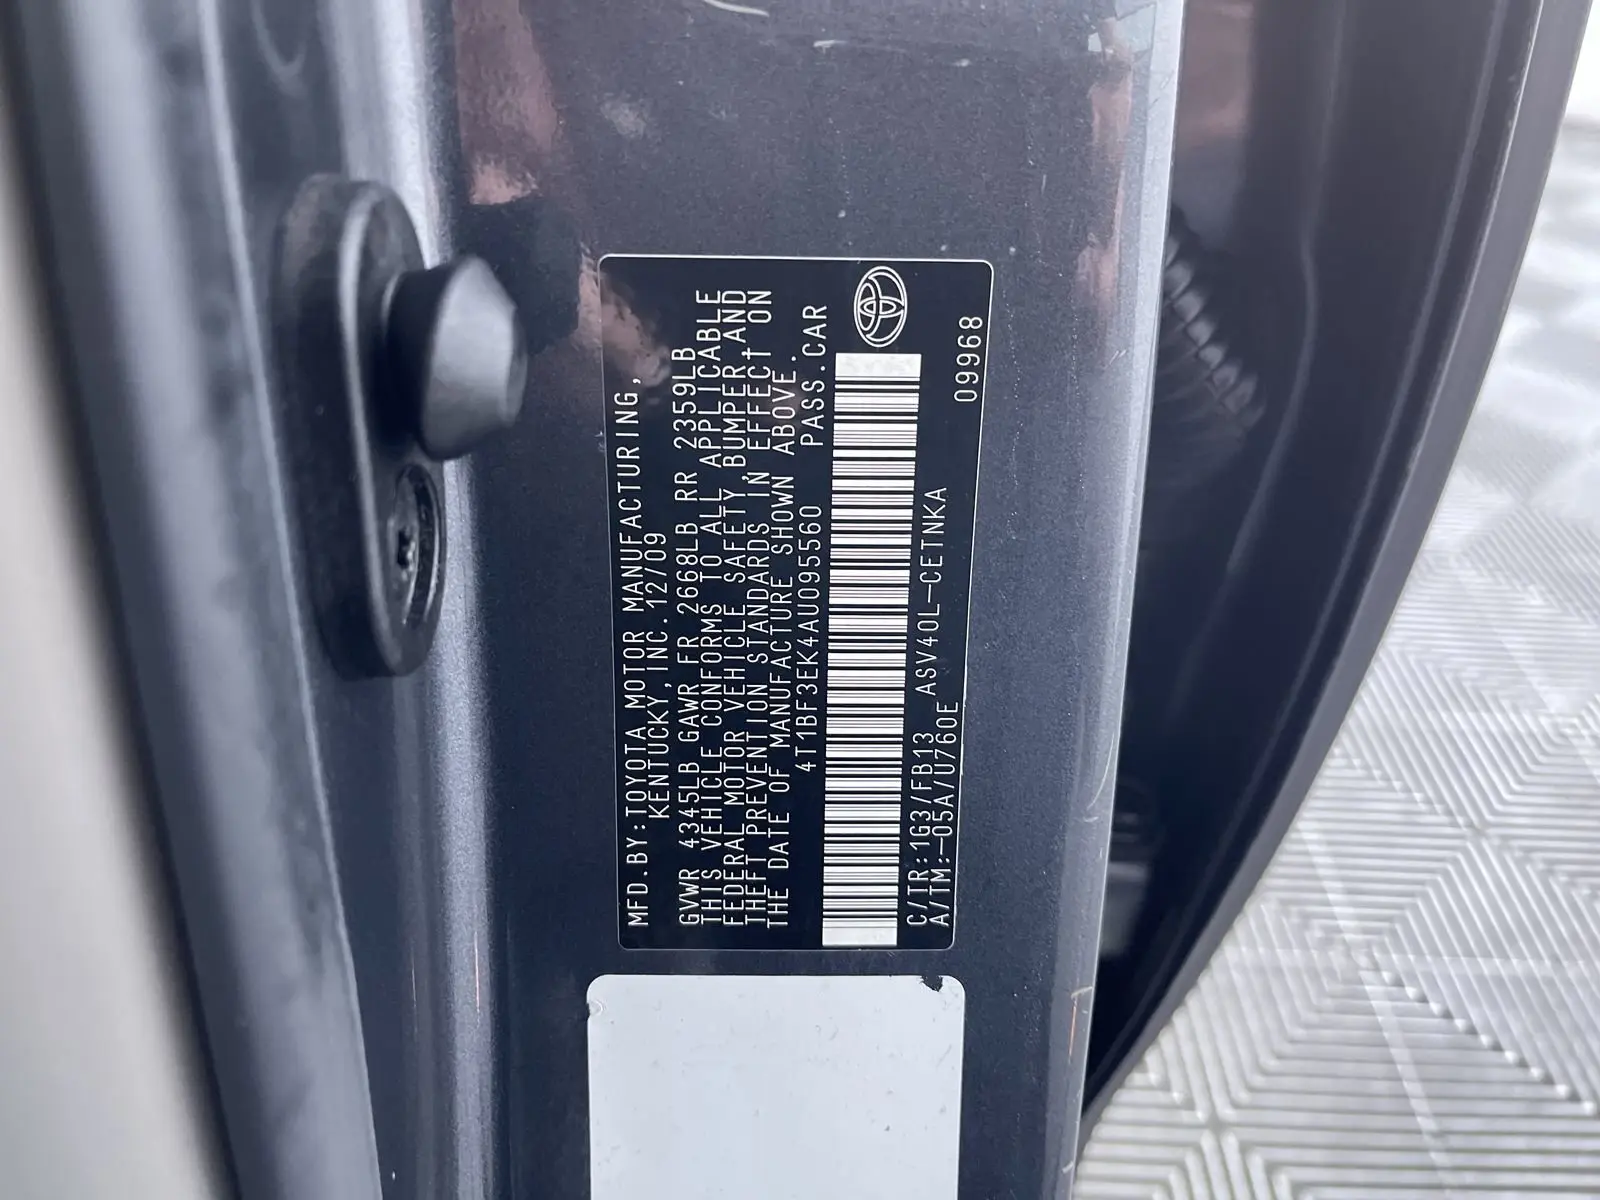 MFD.BY:TOYOTA MOTOR MANUFACTURING,
KENTUCKY,INC.12/09
GVWR 4345LB GAWR FR 2668LB RR 2359LB
THIS VEHICLE CONFORMS TO ALL APPLICABLE
FEDERAL MOTOR VEHICLE SAFETY,BUMPER,AND
THEFT PREVENTION STANDARDS IN EFFECT ON
THE DATE OF MANUFACTURE SHOWN ABOVE.
4T1BF3EK4AU095560 PASS.CAR
C/TR:1G3/FB13 ASV40L-CETNKA
A/TM:-05A/U760E 09968